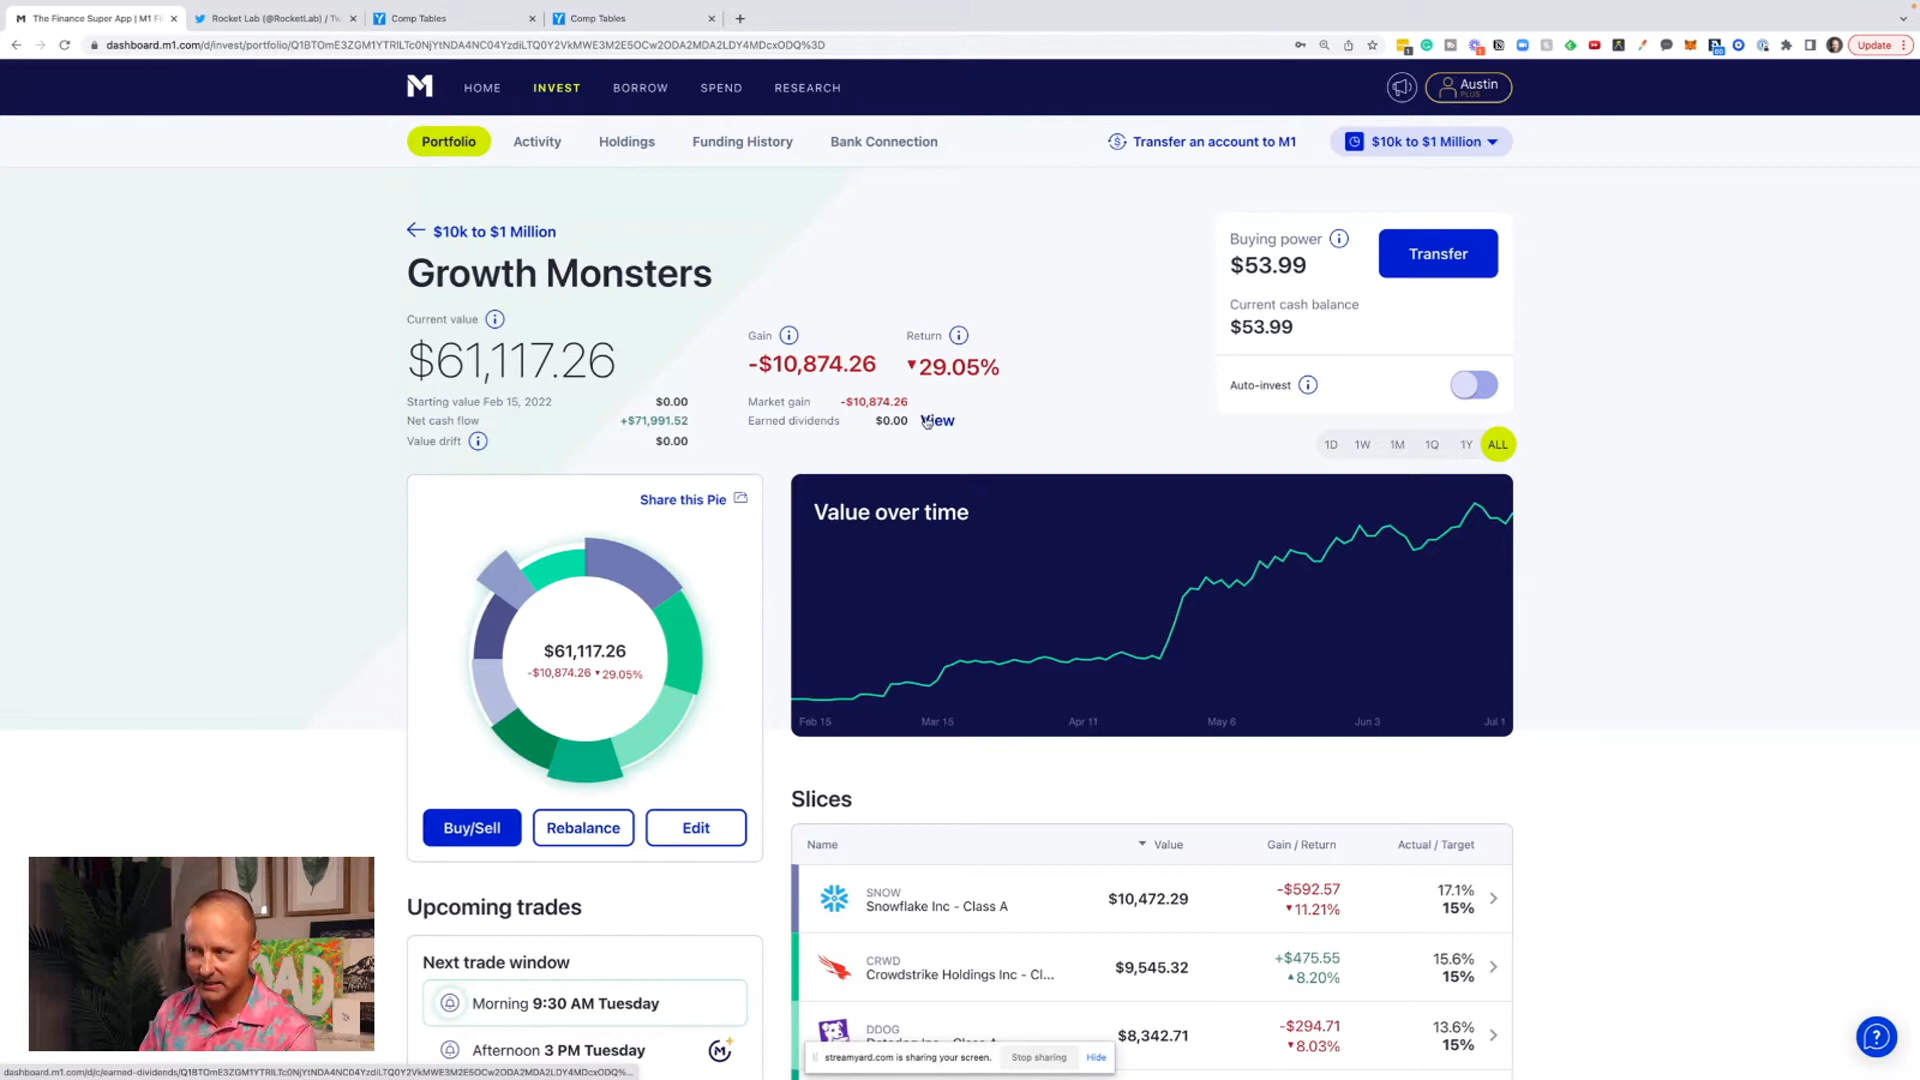 The Finance Super App | M1 Fi
Rocket Lab (@RocketLab) / Tw
Comp Tables
Comp Tables
dashboard.m1.com/d/invest/portfolio/Q1BTOmE3ZGM1YTRlLTc0NjYtNDA4NC04YzdiLTQ0Y2VkMWE3M2E5OCw2ODA2MDA2LDY4MDcxODQ%3D
Update
HOME
INVEST
BORROW
SPEND
RESEARCH
Austin
PLUS
Portfolio
Activity
Holdings
Funding History
Bank Connection
Transfer an account to M1
$10k to $1 Million
$10k to $1 Million
Growth Monsters
Current value
$61,117.26
Starting value Feb 15, 2022 $0.00
Net cash flow +$71,991.52
Value drift $0.00
Gain
-$10,874.26
Return
29.05%
Market gain -$10,874.26
Earned dividends $0.00 View
Buying power
$53.99
Transfer
Current cash balance
$53.99
Auto-invest
1D 1W 1M 1Q 1Y ALL
Share this Pie
$61,117.26
-$10,874.26 29.05%
Buy/Sell
Rebalance
Edit
Value over time
Feb 15 Mar 15 Apr 11 May 6 Jun 3 Jul 1
Upcoming trades
Next trade window
Morning 9:30 AM Tuesday
Afternoon 3 PM Tuesday
Slices
Name Value Gain / Return Actual / Target
SNOW
Snowflake Inc - Class A
$10,472.29
-$592.57
11.21%
17.1%
15%
CRWD
Crowdstrike Holdings Inc - Cl...
$9,545.32
+$475.55
8.20%
15.6%
15%
DDOG
$8,342.71
-$294.71
8.03%
13.6%
15%
streamyard.com is sharing your screen.
Stop sharing
Hide